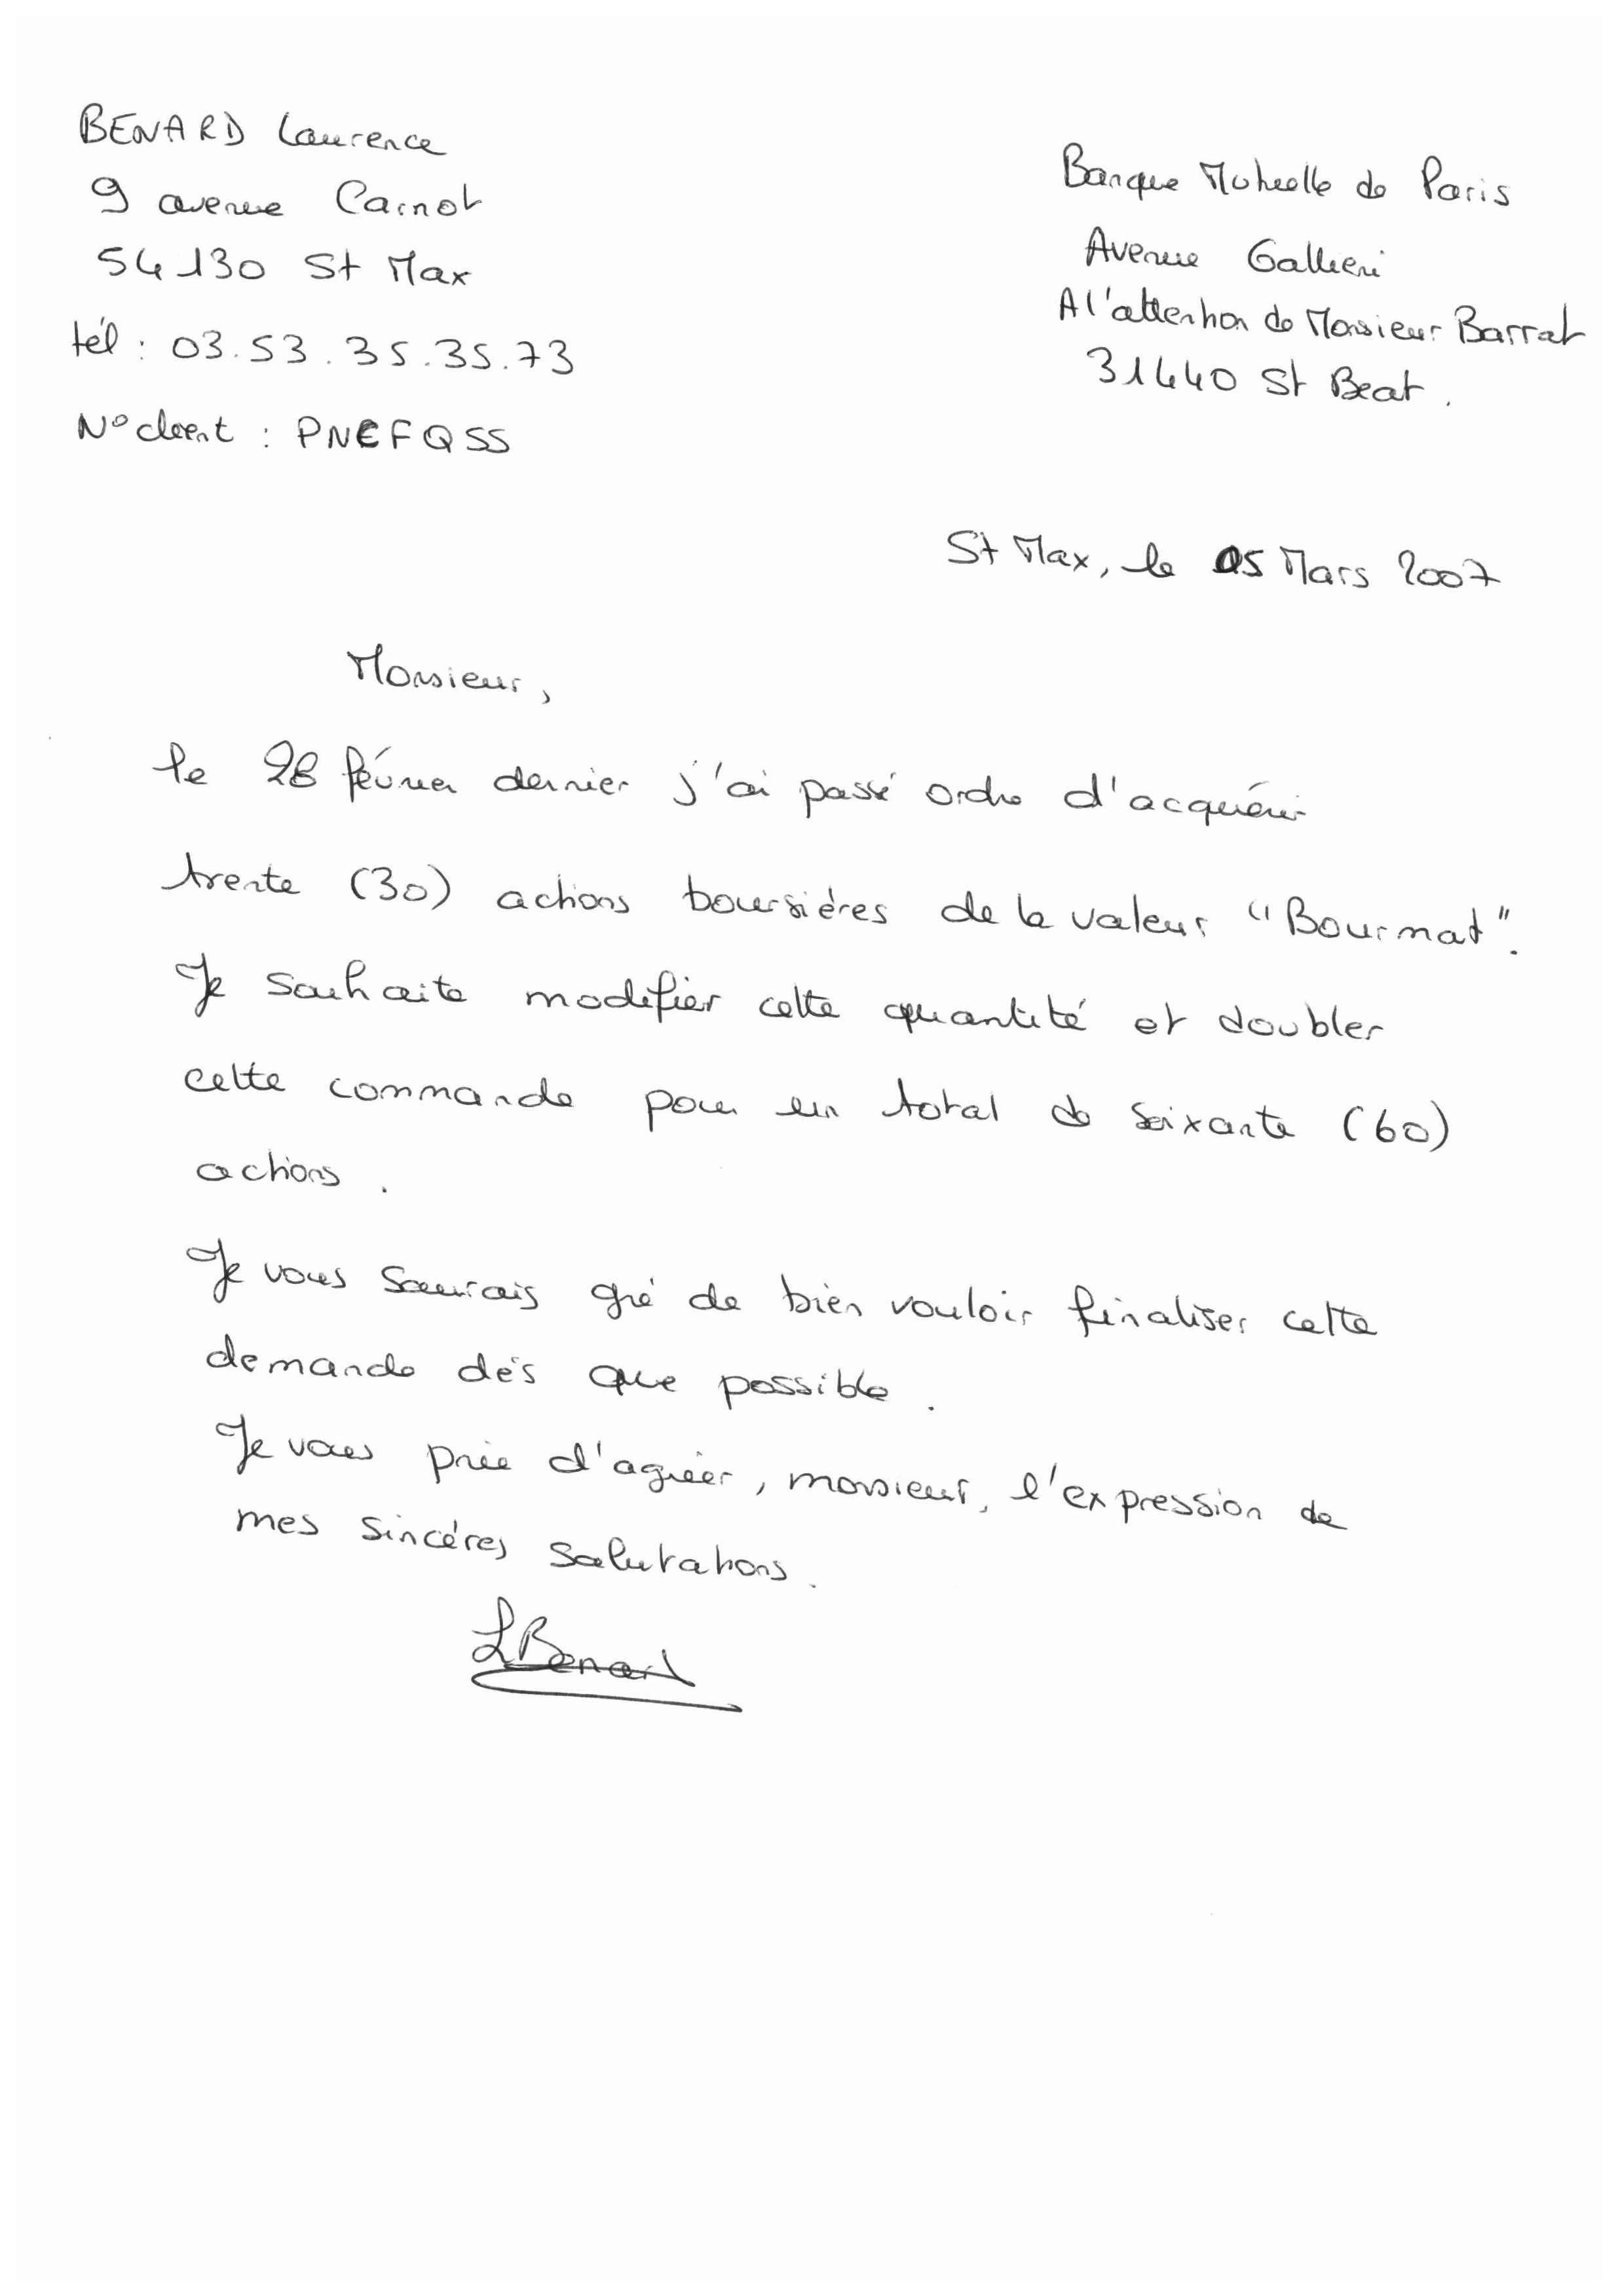 BENARD Laurence
9 avenue Carnot
54130 St Max
tél : 03.53.35.35.73
N° client : PNEFQSS
Banque Mutuelle de Paris
Avenue Gallieni
A l'attention de Monsieur Barrat
31440 St Beat.
St Max, le 05 Mars 2007
Monsieur,
le 28 février dernier j'ai passé ordre d'acquérir
trente (30) actions boursières de la valeur "Bourmat".
Je souhaite modifier cette quantité et doubler
cette commande pour un total de soixante (60)
actions.
Je vous saurais gré de bien vouloir finaliser cette
demande dés que possible.
Je vous prie d'agréer, monsieur, l'expression de
mes sincéres salutations.
LBenard